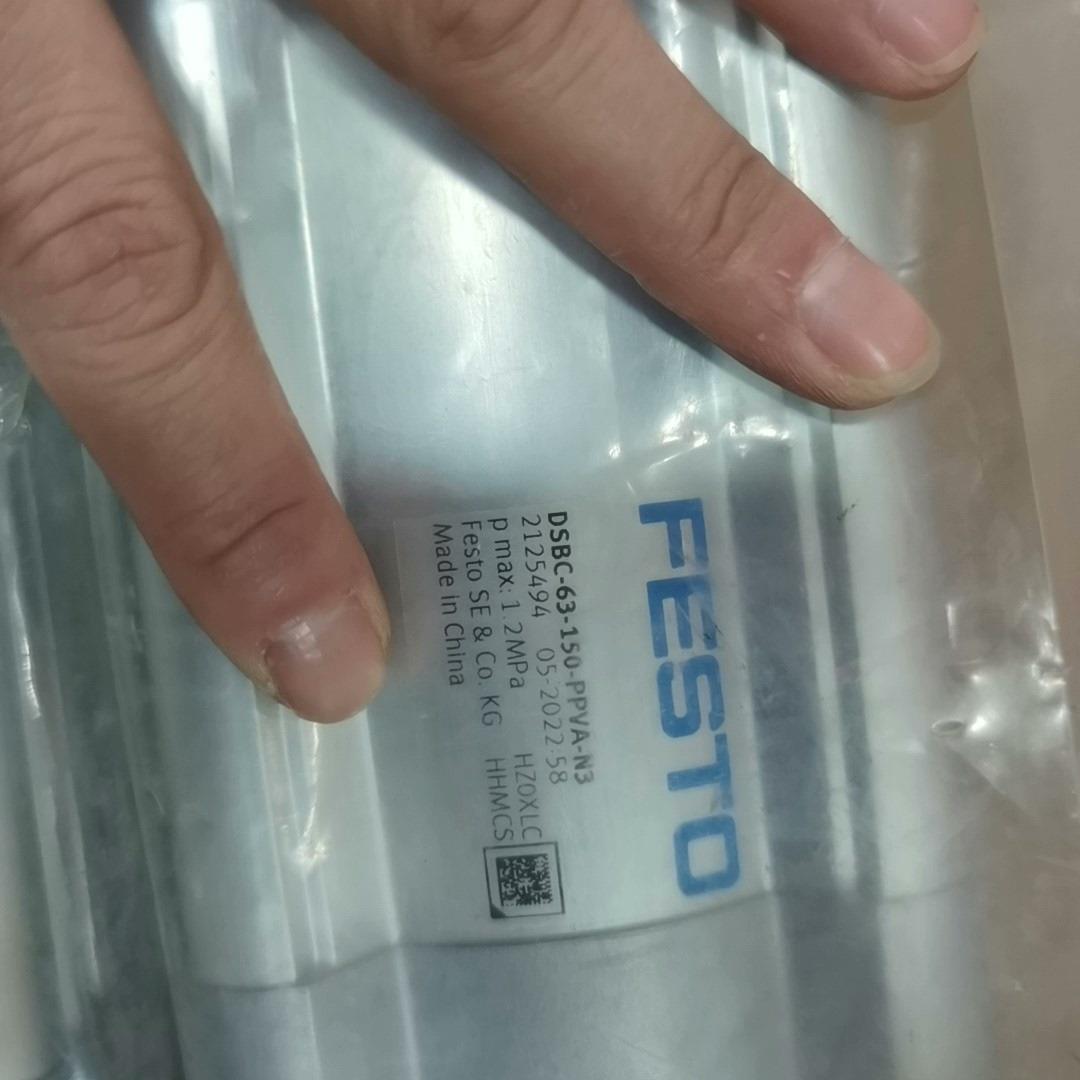 FESTO
DSBC-63-150-PPVA-N3
2125494 05-2022.58
p max: 1.2MPa HZ0XLC
Festo SE & Co. KG HHMCS
Made in China